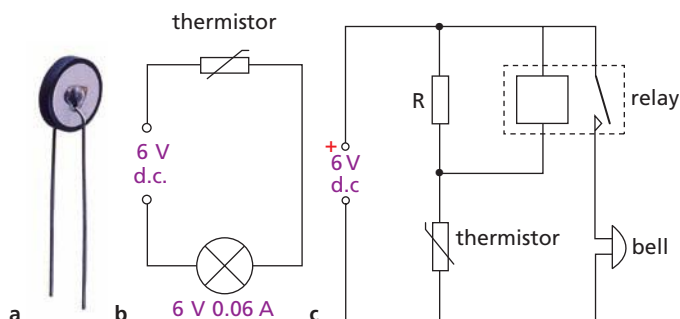 thermistor
6 V
d.c.
6 V 0.06 A
a
b
R
relay
+
6 V
d.c
thermistor
bell
c